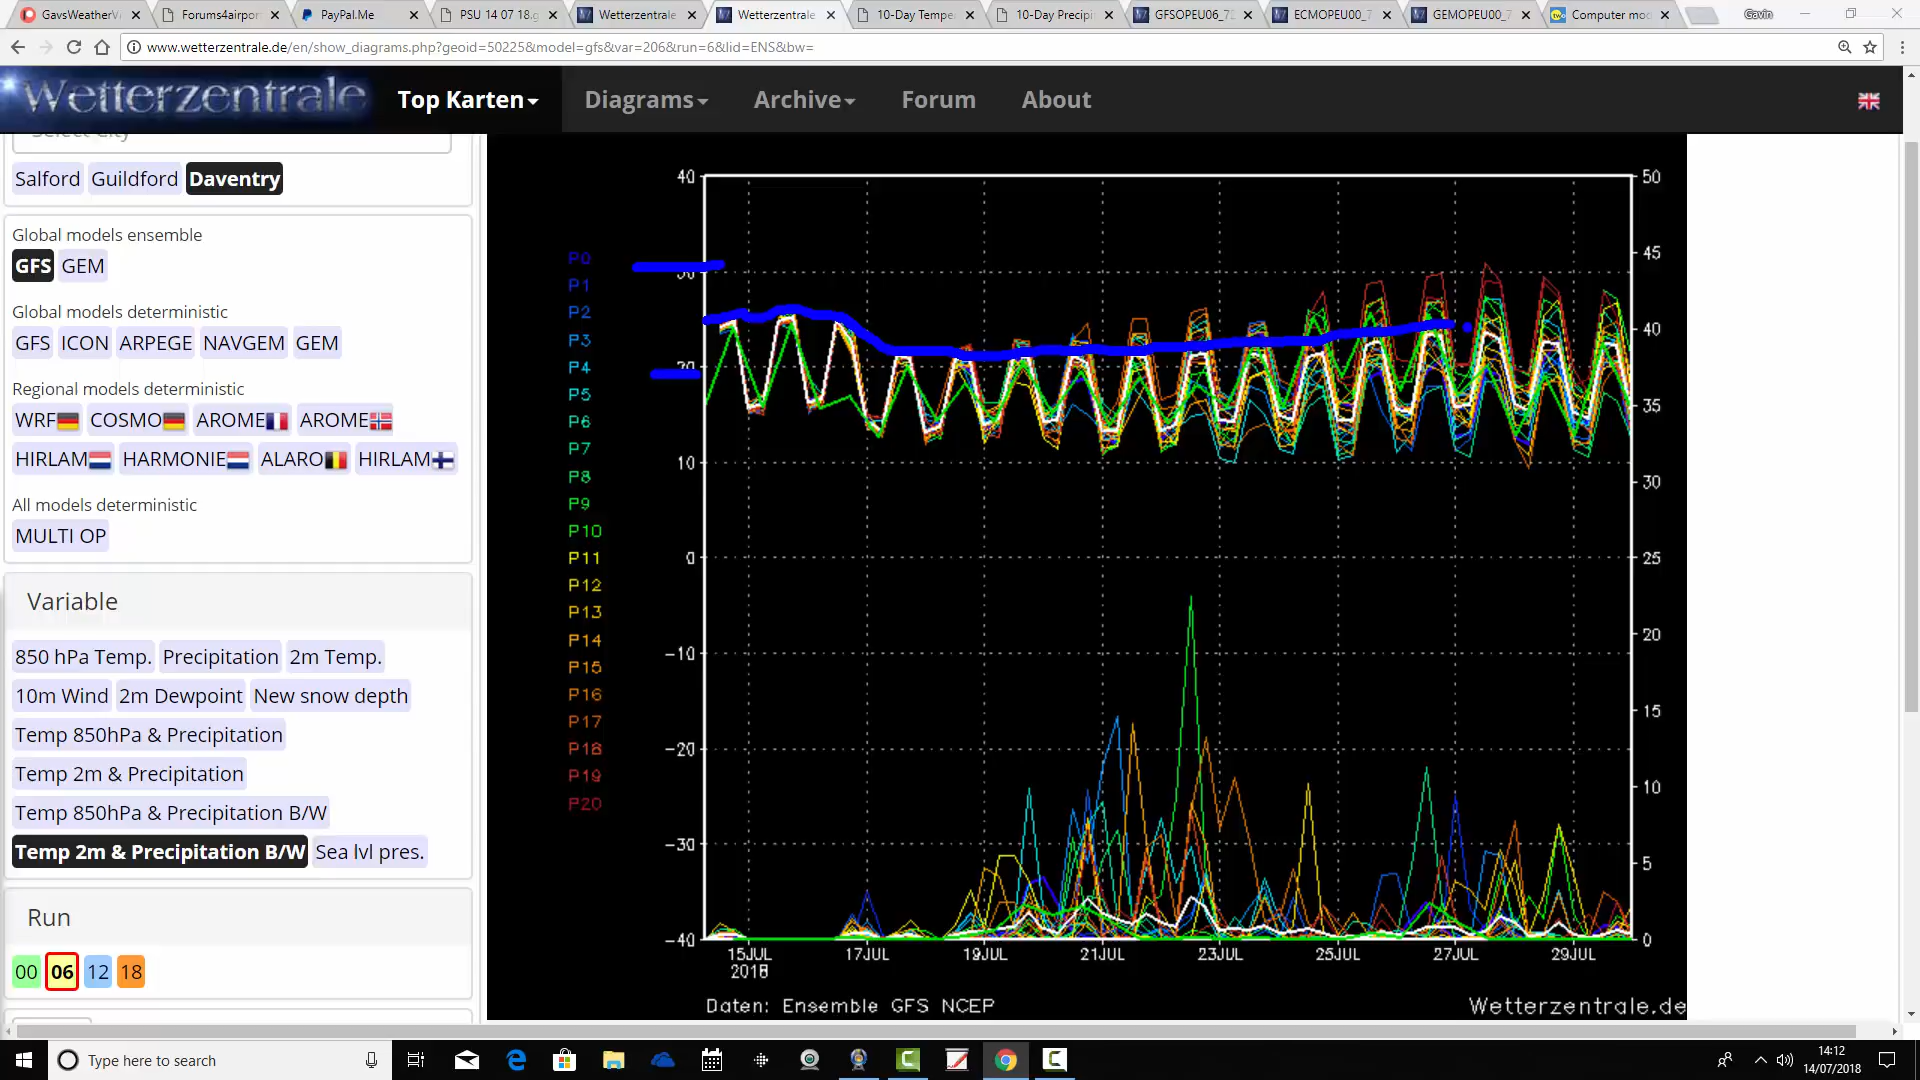 GavsWeatherV
Forums4airpor
PayPal.Me
PSU 14 07 18.g
Wetterzentrale
Wetterzentrale
10-Day Tempe
10-Day Precipi
GFSOPEU06_72
ECMOPEU00_7
GEMOPEU00_7
Computer mod
Gavin
www.wetterzentrale.de/en/show_diagrams.php?geoid=50225&model=gfs&var=206&run=6&lid=ENS&bw=
Wetterzentrale
Top Karten
Diagrams
Archive
Forum
About
Select City
Salford Guildford Daventry
Global models ensemble
GFS GEM
Global models deterministic
GFS ICON ARPEGE NAVGEM GEM
Regional models deterministic
WRF COSMO AROME AROME
HIRLAM HARMONIE ALARO HIRLAM
All models deterministic
MULTI OP
Variable
850 hPa Temp. Precipitation 2m Temp.
10m Wind 2m Dewpoint New snow depth
Temp 850hPa & Precipitation
Temp 2m & Precipitation
Temp 850hPa & Precipitation B/W
Temp 2m & Precipitation B/W Sea lvl pres.
Run
00 06 12 18
P0
P1
P2
P3
P4
P5
P6
P7
P8
P9
P10
P11
P12
P13
P14
P15
P16
P17
P18
P19
P20
40
30
20
10
0
-10
-20
-30
-40
50
45
40
35
30
25
20
15
10
5
0
15JUL 17JUL 19JUL 21JUL 23JUL 25JUL 27JUL 29JUL
2018
Daten: Ensemble GFS NCEP
Wetterzentrale.de
Type here to search
14:12
14/07/2018